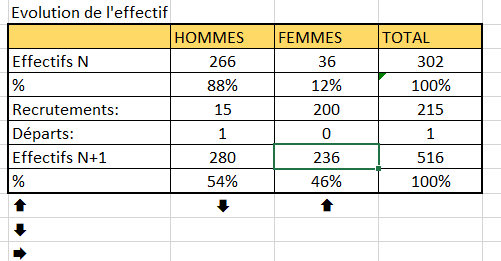 Evolution de l'effectif
HOMMES FEMMES TOTAL
Effectifs N 266 36 302
% 88% 12% 100%
Recrutements: 15 200 215
Départs: 1 0 1
Effectifs N+1 280 236 516
% 54% 46% 100%
🡅 🡇 🡅
🡇
🡆